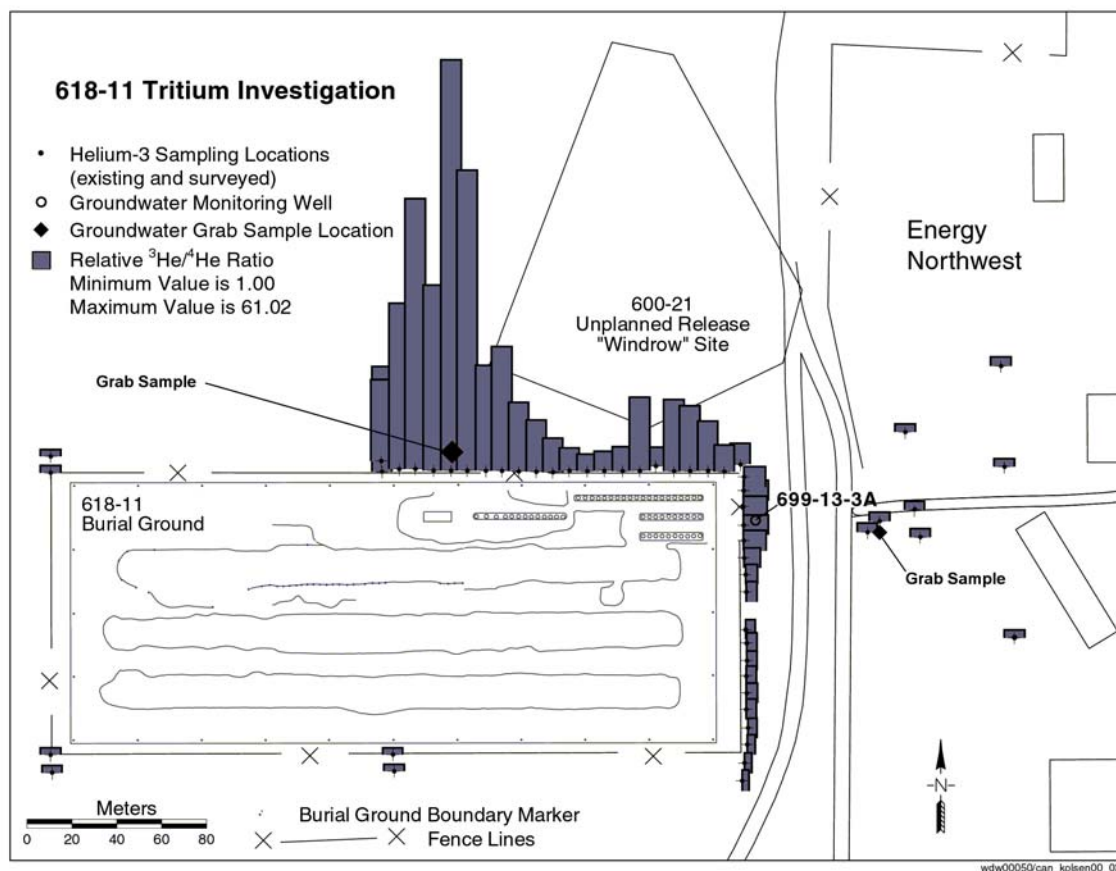 618-11 Tritium Investigation
Helium-3 Sampling Locations
(existing and surveyed)
Groundwater Monitoring Well
Groundwater Grab Sample Location
Relative ³He/⁴He Ratio
Minimum Value is 1.00
Maximum Value is 61.02
Energy
Northwest
600-21
Unplanned Release
"Windrow" Site
Grab Sample
618-11
Burial Ground
699-13-3A
Grab Sample
Meters
0 20 40 60 80
Burial Ground Boundary Marker
Fence Lines
-N-